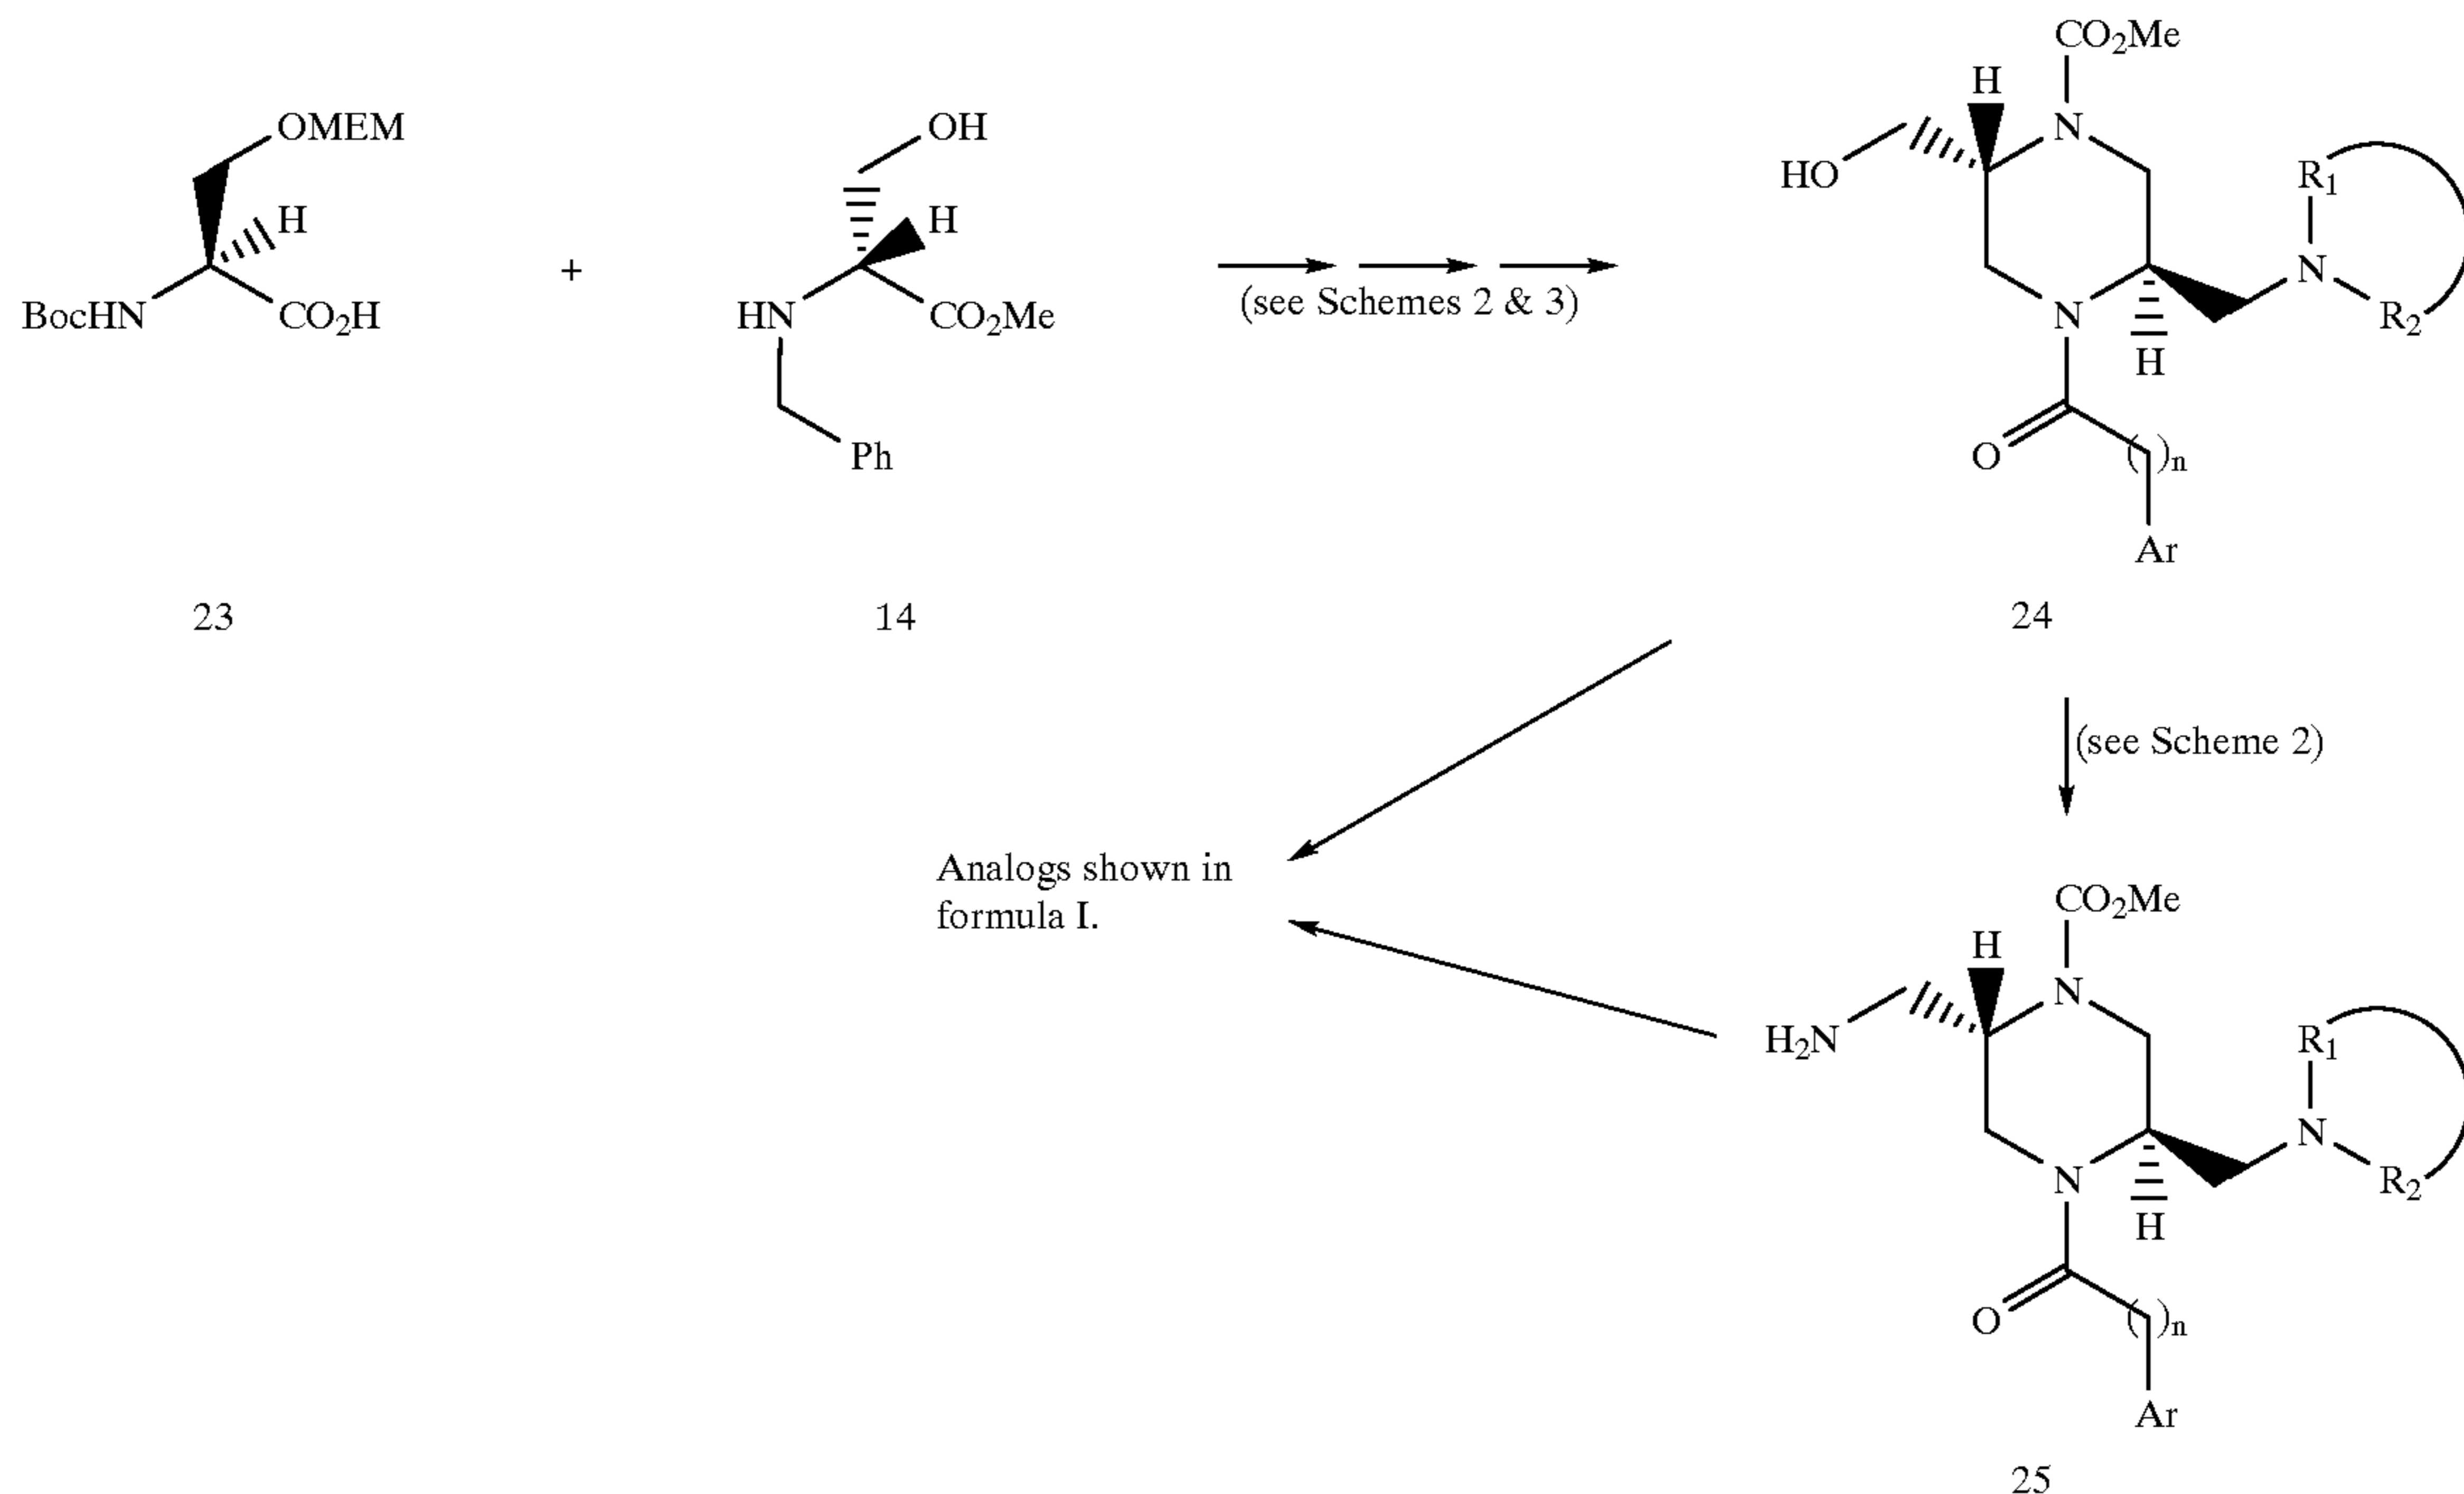 CO₂Me
H
N
HO
R₁
N
R₂
N
H
O
( )n
Ar
OMEM
H
BocHN
CO₂H
+
OH
H
HN
CO₂Me
Ph
(see Schemes 2 & 3)
23
14
24
(see Scheme 2)
Analogs shown in
formula I.
CO₂Me
H
N
H₂N
R₁
N
R₂
N
H
O
( )n
Ar
25